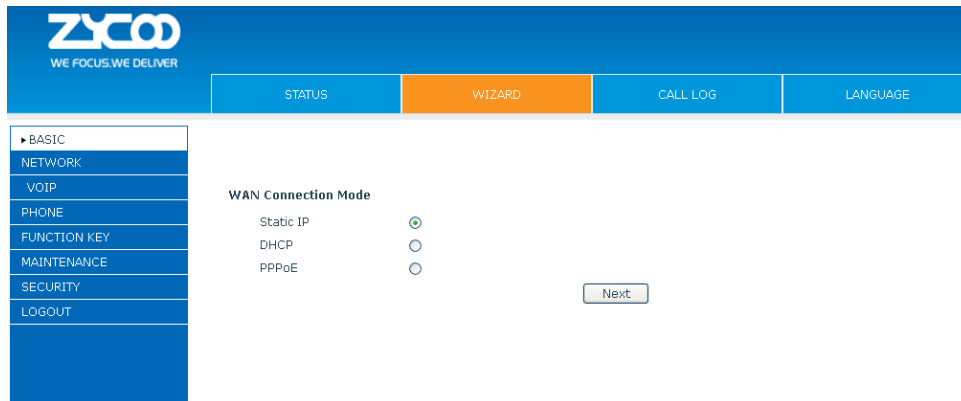 ZYCOO
WE FOCUS.WE DELIVER
STATUS WIZARD CALL LOG LANGUAGE
BASIC
NETWORK
VOIP
PHONE
FUNCTION KEY
MAINTENANCE
SECURITY
LOGOUT
WAN Connection Mode
Static IP
DHCP
PPPoE
Next